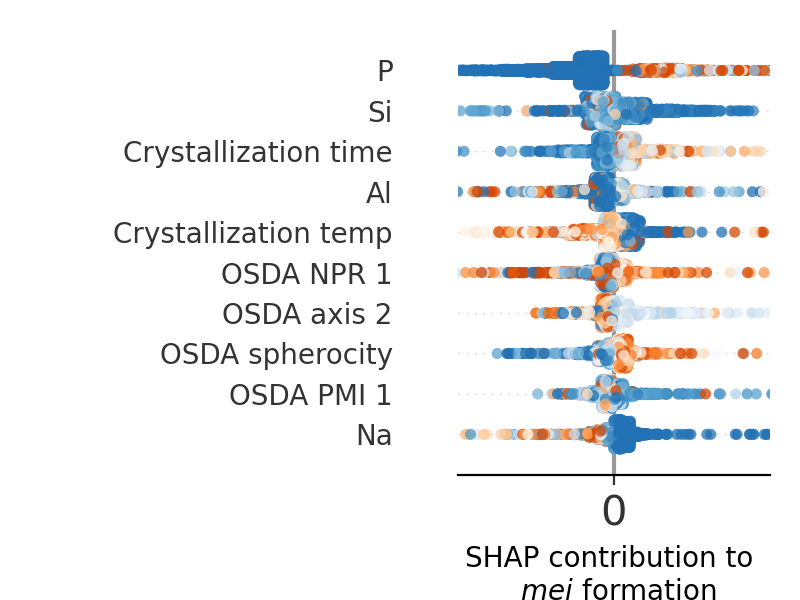 P
Si
Crystallization time
Al
Crystallization temp
OSDA NPR 1
OSDA axis 2
OSDA spherocity
OSDA PMI 1
Na
0
SHAP contribution to
mei formation